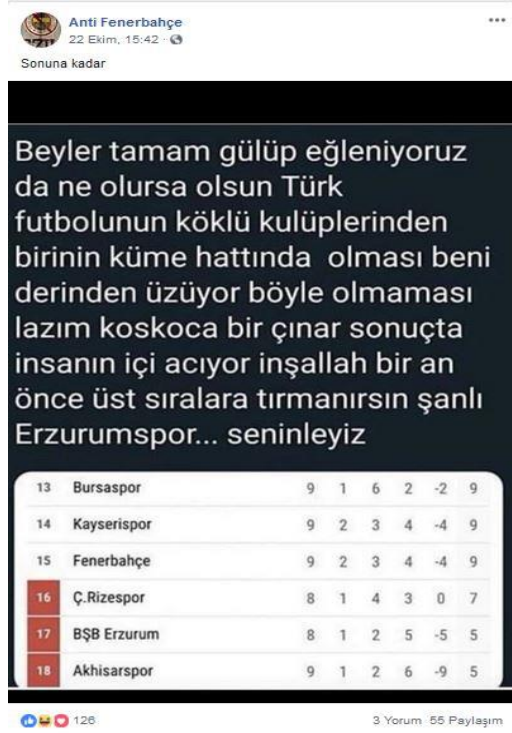 Anti Fenerbahçe
22 Ekim, 15:42 ·
Sonuna kadar
Beyler tamam gülüp eğleniyoruz
da ne olursa olsun Türk
futbolunun köklü kulüplerinden
birinin küme hattında olması beni
derinden üzüyor böyle olmaması
lazım koskoca bir çınar sonuçta
insanın içi acıyor inşallah bir an
önce üst sıralara tırmanırsın şanlı
Erzurumspor... seninleyiz
13 Bursaspor 9 1 6 2 -2 9
14 Kayserispor 9 2 3 4 -4 9
15 Fenerbahçe 9 2 3 4 -4 9
16 Ç.Rizespor 8 1 4 3 0 7
17 BŞB Erzurum 8 1 2 5 -5 5
18 Akhisarspor 9 1 2 6 -9 5
126 3 Yorum 55 Paylaşım